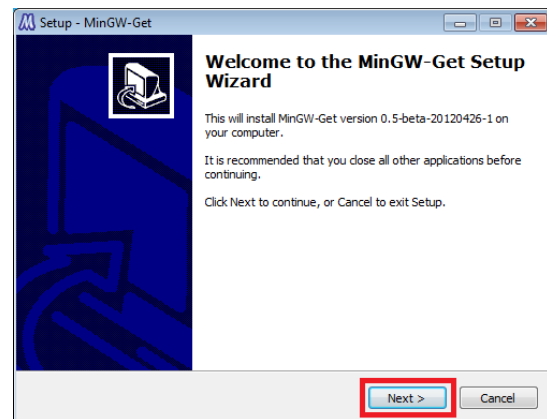 Setup - MinGW-Get
Welcome to the MinGW-Get Setup
Wizard
This will install MinGW-Get version 0.5-beta-20120426-1 on
your computer.
It is recommended that you close all other applications before
continuing.
Click Next to continue, or Cancel to exit Setup.
Next >
Cancel